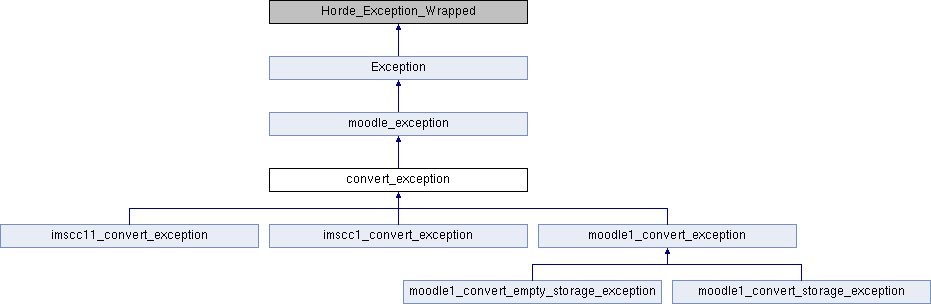 Horde_Exception_Wrapped
Exception
moodle_exception
convert_exception
imscc11_convert_exception
imscc1_convert_exception
moodle1_convert_exception
moodle1_convert_empty_storage_exception
moodle1_convert_storage_exception